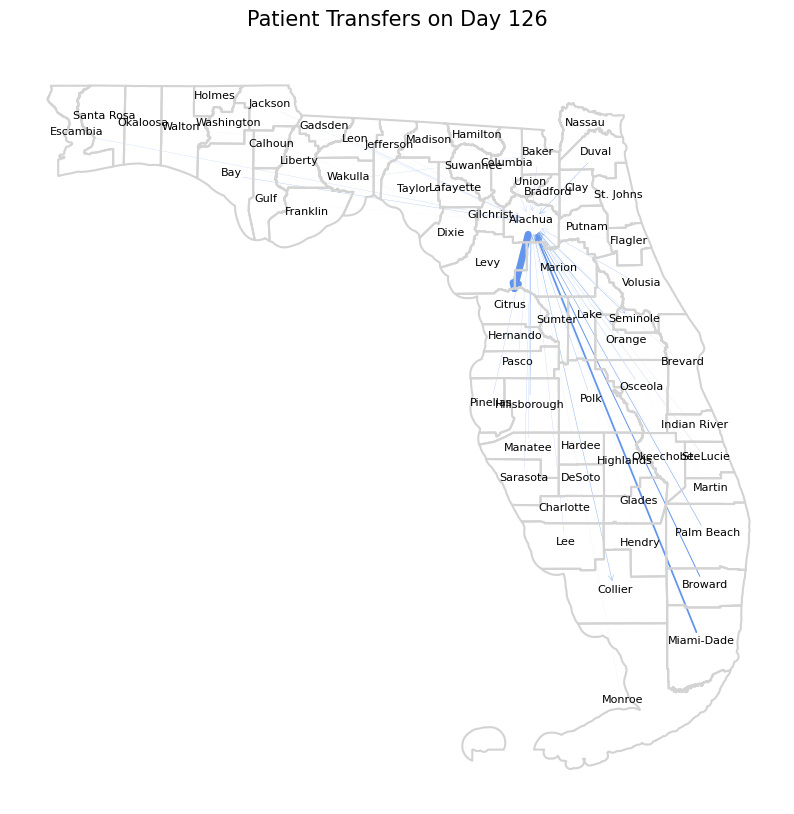 Patient Transfers on Day 126
Holmes
Jackson
Santa Rosa
Okaloosa
Walton
Washington
Escambia
Calhoun
Bay
Liberty
Gulf
Franklin
Gadsden
Leon
Jefferson
Madison
Hamilton
Wakulla
Taylor
Lafayette
Suwannee
Columbia
Baker
Nassau
Duval
Union
Bradford
Clay
St. Johns
Gilchrist
Alachua
Putnam
Dixie
Flagler
Levy
Marion
Volusia
Citrus
Sumter
Lake
Seminole
Hernando
Orange
Pasco
Brevard
Osceola
Pinellas
Hillsborough
Polk
Indian River
Manatee
Hardee
Highlands
Okeechobee
St. Lucie
Sarasota
DeSoto
Martin
Charlotte
Glades
Lee
Hendry
Palm Beach
Collier
Broward
Miami-Dade
Monroe